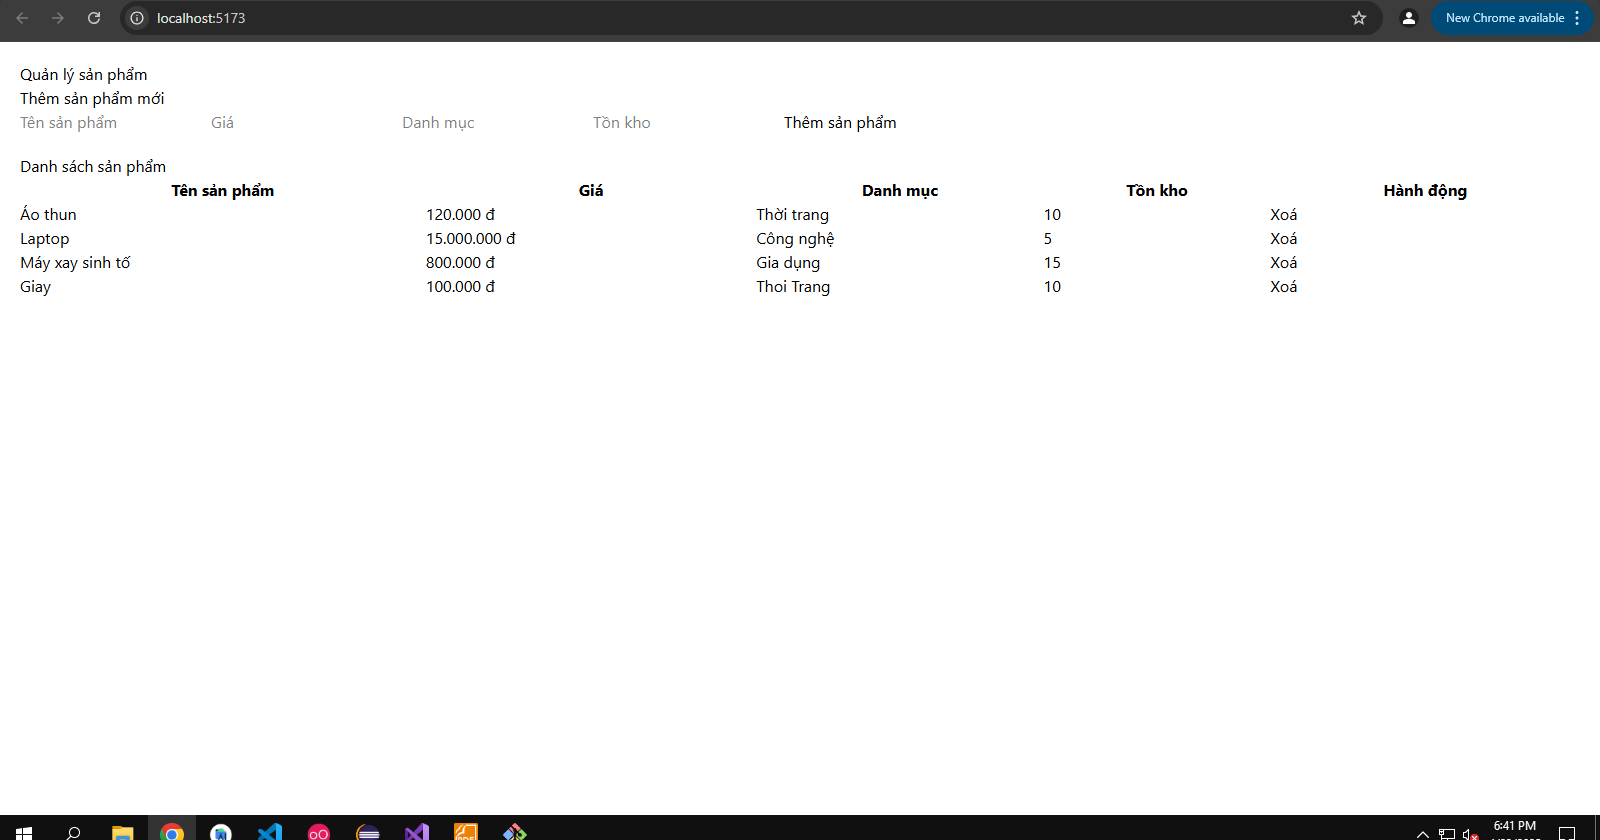 localhost:5173
New Chrome available
Quản lý sản phẩm
Thêm sản phẩm mới
Tên sản phẩm Giá Danh mục Tồn kho Thêm sản phẩm
Danh sách sản phẩm
Tên sản phẩm Giá Danh mục Tồn kho Hành động
Áo thun 120.000 đ Thời trang 10 Xoá
Laptop 15.000.000 đ Công nghệ 5 Xoá
Máy xay sinh tố 800.000 đ Gia dụng 15 Xoá
Giay 100.000 đ Thoi Trang 10 Xoá
6:41 PM